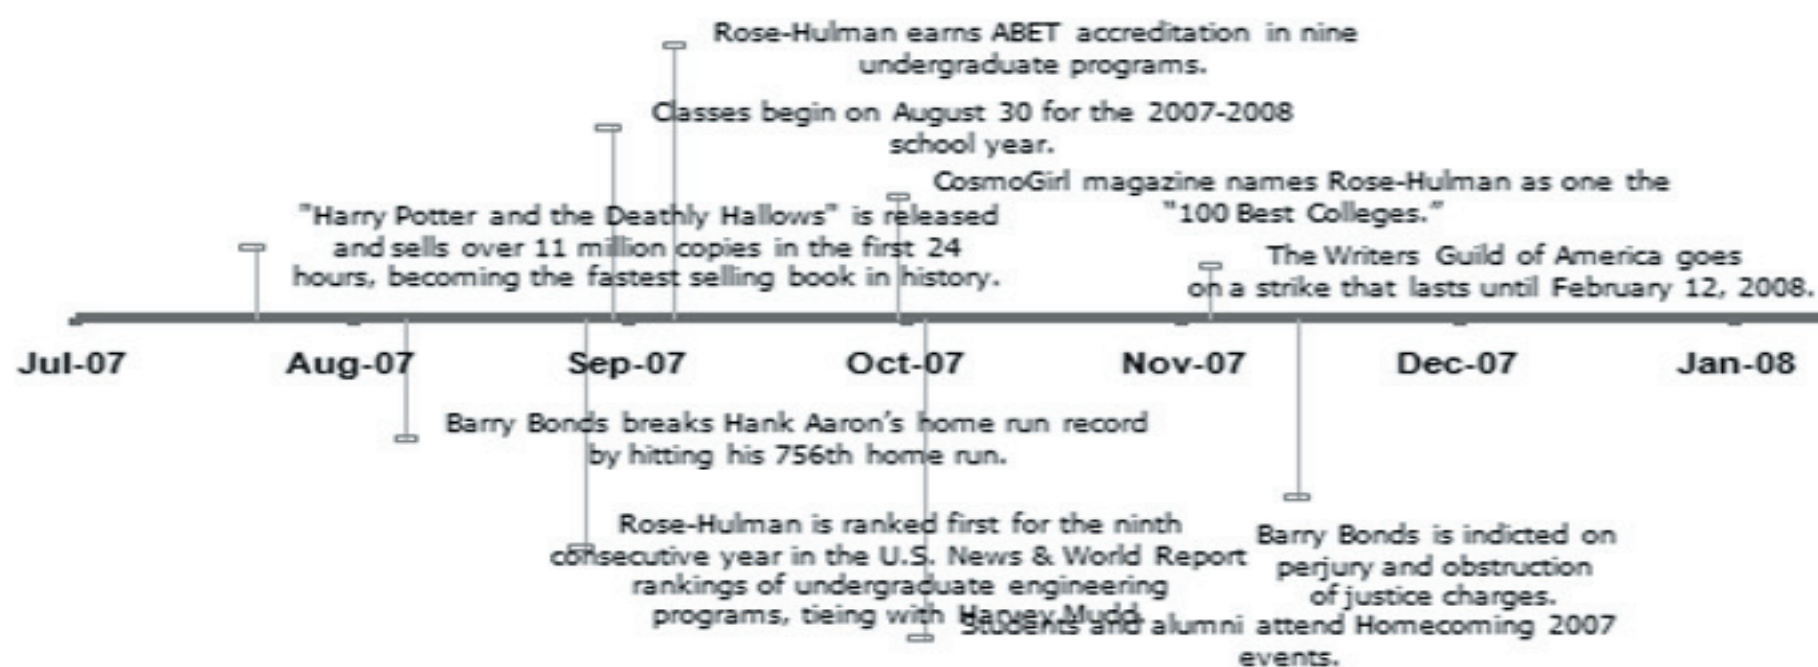 Rose-Hulman earns ABET accreditation in nine
undergraduate programs.
Classes begin on August 30 for the 2007-2008
school year.
CosmoGirl magazine names Rose-Hulman as one the
“100 Best Colleges.”
"Harry Potter and the Deathly Hallows" is released
and sells over 11 million copies in the first 24
hours, becoming the fastest selling book in history.
The Writers Guild of America goes
on a strike that lasts until February 12, 2008.
Jul-07 Aug-07 Sep-07 Oct-07 Nov-07 Dec-07 Jan-08
Barry Bonds breaks Hank Aaron’s home run record
by hitting his 756th home run.
Rose-Hulman is ranked first for the ninth
consecutive year in the U.S. News & World Report
rankings of undergraduate engineering
programs, tieing with Harvey Mudd.
Barry Bonds is indicted on
perjury and obstruction
of justice charges.
Students and alumni attend Homecoming 2007
events.